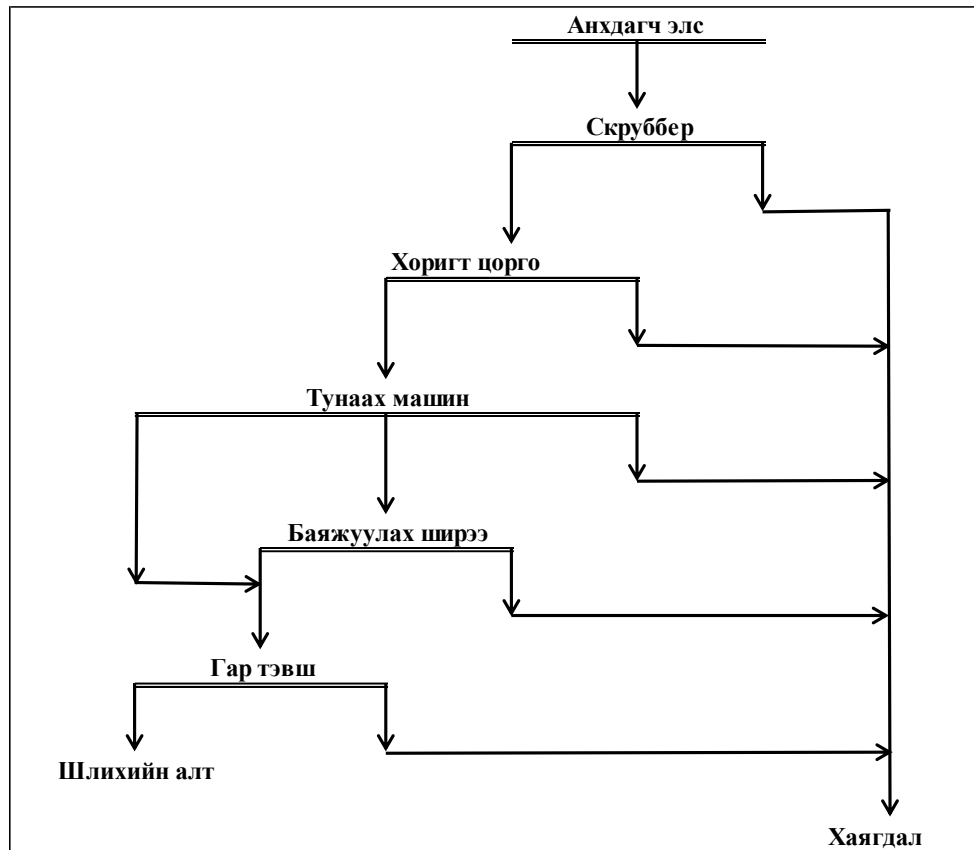 Анхдагч элс
Скруббер
Хоригт цорго
Тунаах машин
Баяжуулах ширээ
Гар тэвш
Шлихийн алт
Хаягдал